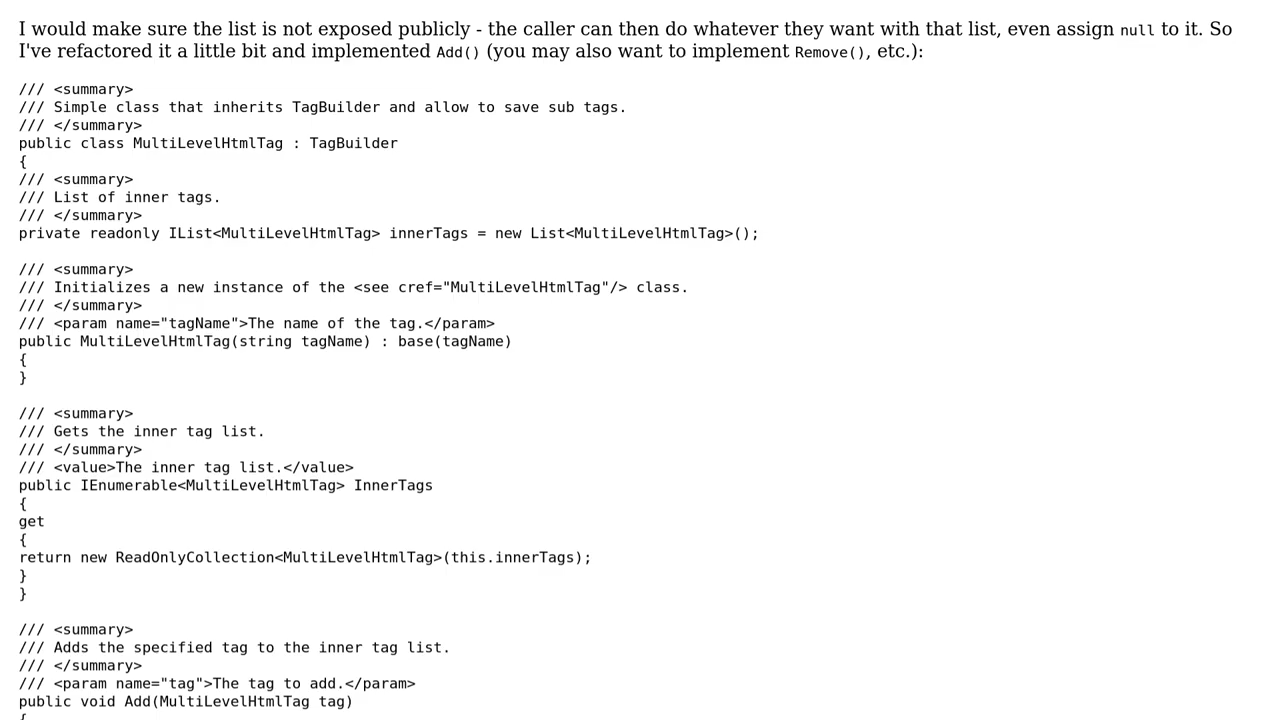 I would make sure the list is not exposed publicly - the caller can then do whatever they want with that list, even assign null to it. So
I've refactored it a little bit and implemented Add() (you may also want to implement Remove(), etc.):
/// <summary>
/// Simple class that inherits TagBuilder and allow to save sub tags.
/// </summary>
public class MultiLevelHtmlTag : TagBuilder
{
/// <summary>
/// List of inner tags.
/// </summary>
private readonly IList<MultiLevelHtmlTag> innerTags = new List<MultiLevelHtmlTag>();
/// <summary>
/// Initializes a new instance of the <see cref="MultiLevelHtmlTag"/> class.
/// </summary>
/// <param name="tagName">The name of the tag.</param>
public MultiLevelHtmlTag(string tagName) : base(tagName)
{
}
/// <summary>
/// Gets the inner tag list.
/// </summary>
/// <value>The inner tag list.</value>
public IEnumerable<MultiLevelHtmlTag> InnerTags
{
get
{
return new ReadOnlyCollection<MultiLevelHtmlTag>(this.innerTags);
}
}
/// <summary>
/// Adds the specified tag to the inner tag list.
/// </summary>
/// <param name="tag">The tag to add.</param>
public void Add(MultiLevelHtmlTag tag)
{